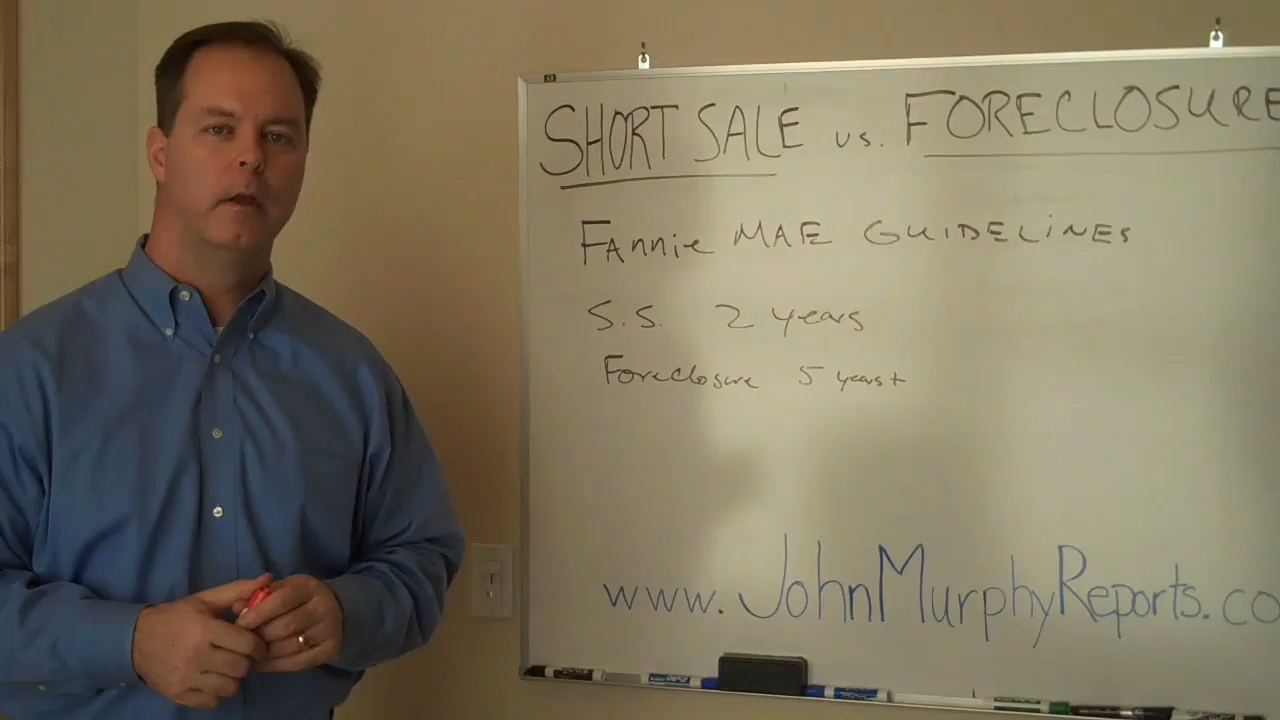 SHORT SALE vs. FORECLOSURE
FAnniE MAE GUIDELiNES
S.S. 2 years
Foreclosure 5 years+
www.JohnMurphyReports.co